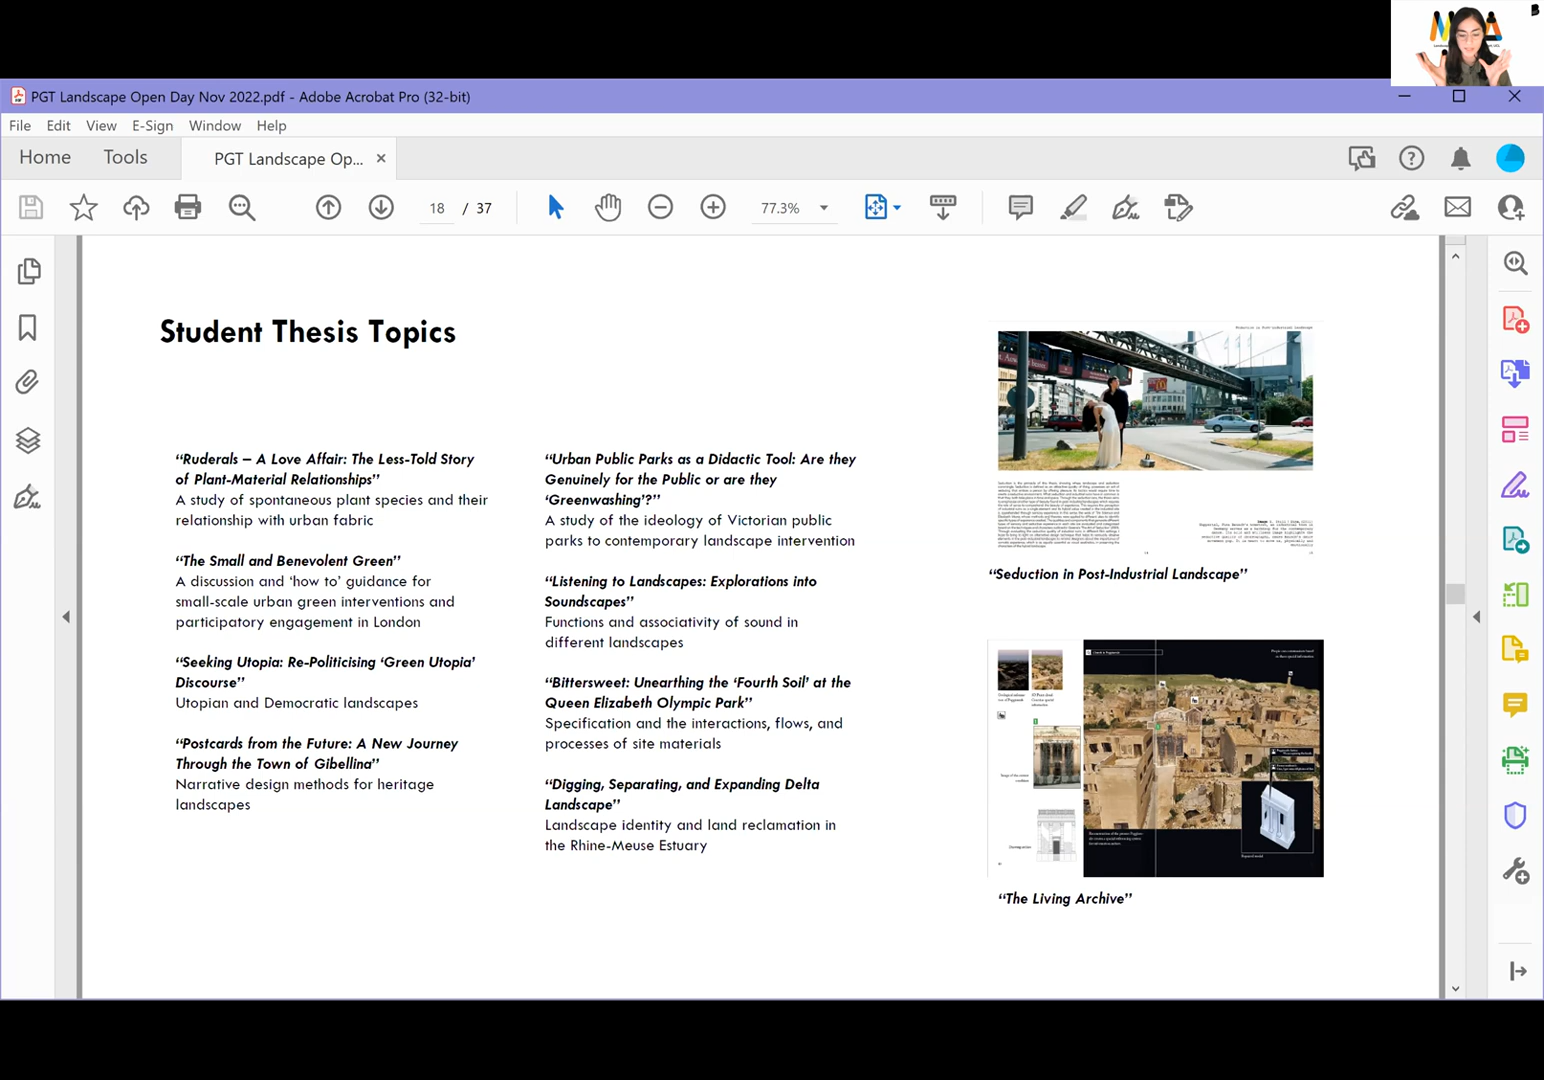 PGT Landscape Open Day Nov 2022.pdf - Adobe Acrobat Pro (32-bit)
File Edit View E-Sign Window Help
Home Tools PGT Landscape Op...
18 / 37
77.3%
Student Thesis Topics
“Ruderals – A Love Affair: The Less-Told Story
of Plant-Material Relationships”
A study of spontaneous plant species and their
relationship with urban fabric
“The Small and Benevolent Green”
A discussion and ‘how to’ guidance for
small-scale urban green interventions and
participatory engagement in London
“Seeking Utopia: Re-Politicising ‘Green Utopia’
Discourse”
Utopian and Democratic landscapes
“Postcards from the Future: A New Journey
Through the Town of Gibellina”
Narrative design methods for heritage
landscapes
“Urban Public Parks as a Didactic Tool: Are they
Genuinely for the Public or are they
‘Greenwashing’?”
A study of the ideology of Victorian public
parks to contemporary landscape intervention
“Listening to Landscapes: Explorations into
Soundscapes”
Functions and associativity of sound in
different landscapes
“Bittersweet: Unearthing the ‘Fourth Soil’ at the
Queen Elizabeth Olympic Park”
Specification and the interactions, flows, and
processes of site materials
“Digging, Separating, and Expanding Delta
Landscape”
Landscape identity and land reclamation in
the Rhine-Meuse Estuary
Seduction in Post-Industrial Landscape
“Seduction in Post-Industrial Landscape”
“The Living Archive”